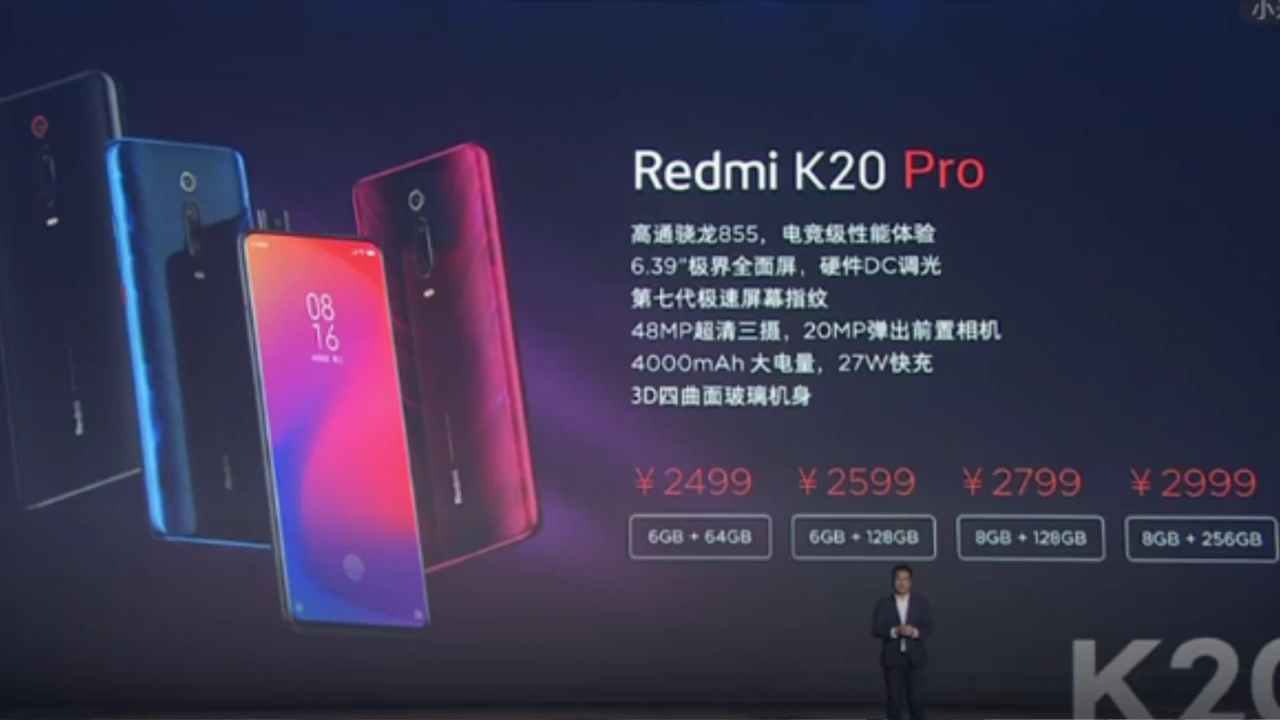 小
Redmi K20 Pro
高通骁龙855，电竞级性能体验
6.39"极界全面屏，硬件DC调光
第七代极速屏幕指纹
48MP超清三摄，20MP弹出前置相机
4000mAh 大电量，27W快充
3D四曲面玻璃机身
08
16
Redmi
Redmi
￥2499 ￥2599 ￥2799 ￥2999
6GB + 64GB 6GB + 128GB 8GB + 128GB 8GB + 256GB
K20